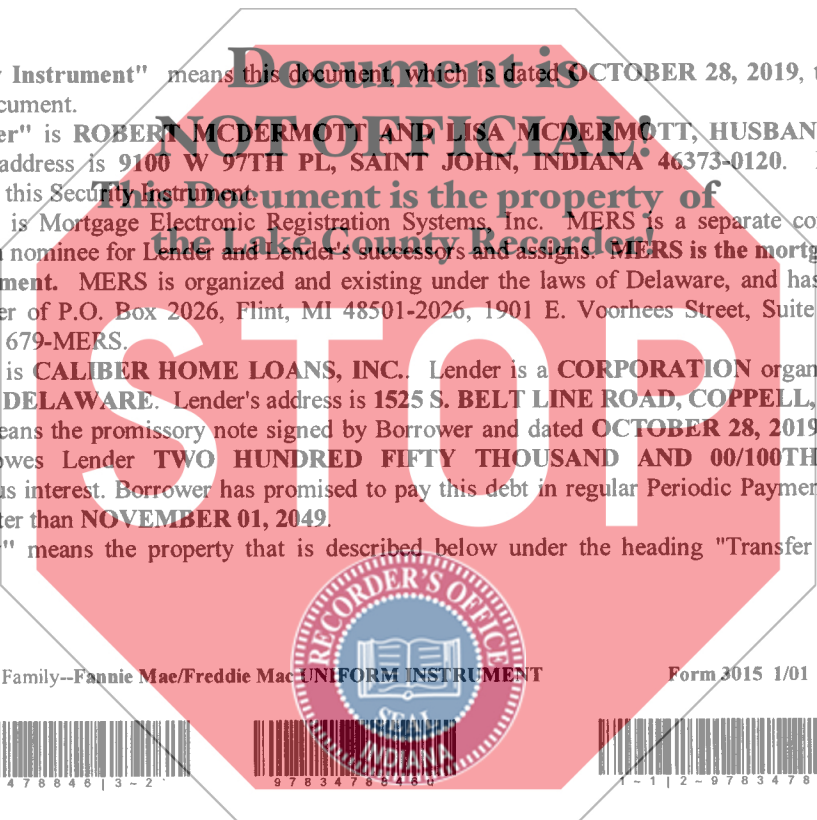 Document is
NOT OFFICIAL!
This Document is the property of
the Lake County Recorder!
STOP
Instrument" means this document, which is dated OCTOBER 28, 2019, t
cument.
er" is ROBERT MCDERMOTT AND LISA MCDERMOTT, HUSBAN
address is 9100 W 97TH PL, SAINT JOHN, INDIANA 46373-0120.
this Security Instrument.
is Mortgage Electronic Registration Systems, Inc. MERS is a separate co
nominee for Lender and Lender's successors and assigns. MERS is the mortg
ment. MERS is organized and existing under the laws of Delaware, and has
er of P.O. Box 2026, Flint, MI 48501-2026, 1901 E. Voorhees Street, Suite
679-MERS.
is CALIBER HOME LOANS, INC.. Lender is a CORPORATION organ
DELAWARE. Lender's address is 1525 S. BELT LINE ROAD, COPPELL,
eans the promissory note signed by Borrower and dated OCTOBER 28, 2019
owes Lender TWO HUNDRED FIFTY THOUSAND AND 00/100TH
us interest. Borrower has promised to pay this debt in regular Periodic Paymen
ter than NOVEMBER 01, 2049.
" means the property that is described below under the heading "Transfer
RECORDER'S OFFICE
SEAL
INDIANA
Family--Fannie Mae/Freddie Mac UNIFORM INSTRUMENT Form 3015 1/01
478846|3~2
1~1|2~9783478